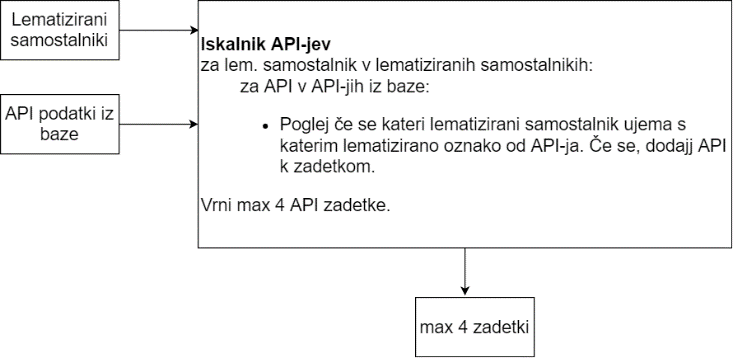 Lematizirani
samostalniki
API podatki iz
baze
Iskalnik API-jev
za lem. samostalnik v lematiziranih samostalnikih:
za API v API-jih iz baze:
• Poglej če se kateri lematizirani samostalnik ujema s
katerim lematizirano oznako od API-ja. Če se, dodajj API
k zadetkom.
Vrni max 4 API zadetke.
max 4 zadetki